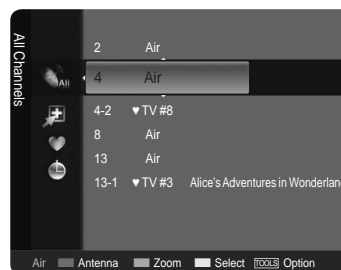 All Channels
2 Air
All
4 Air
4-2 ♥ TV #8
8 Air
13 Air
13-1 ♥ TV #3 Alice's Adventures in Wonderlan
Air Antenna Zoom Select TOOLS Option